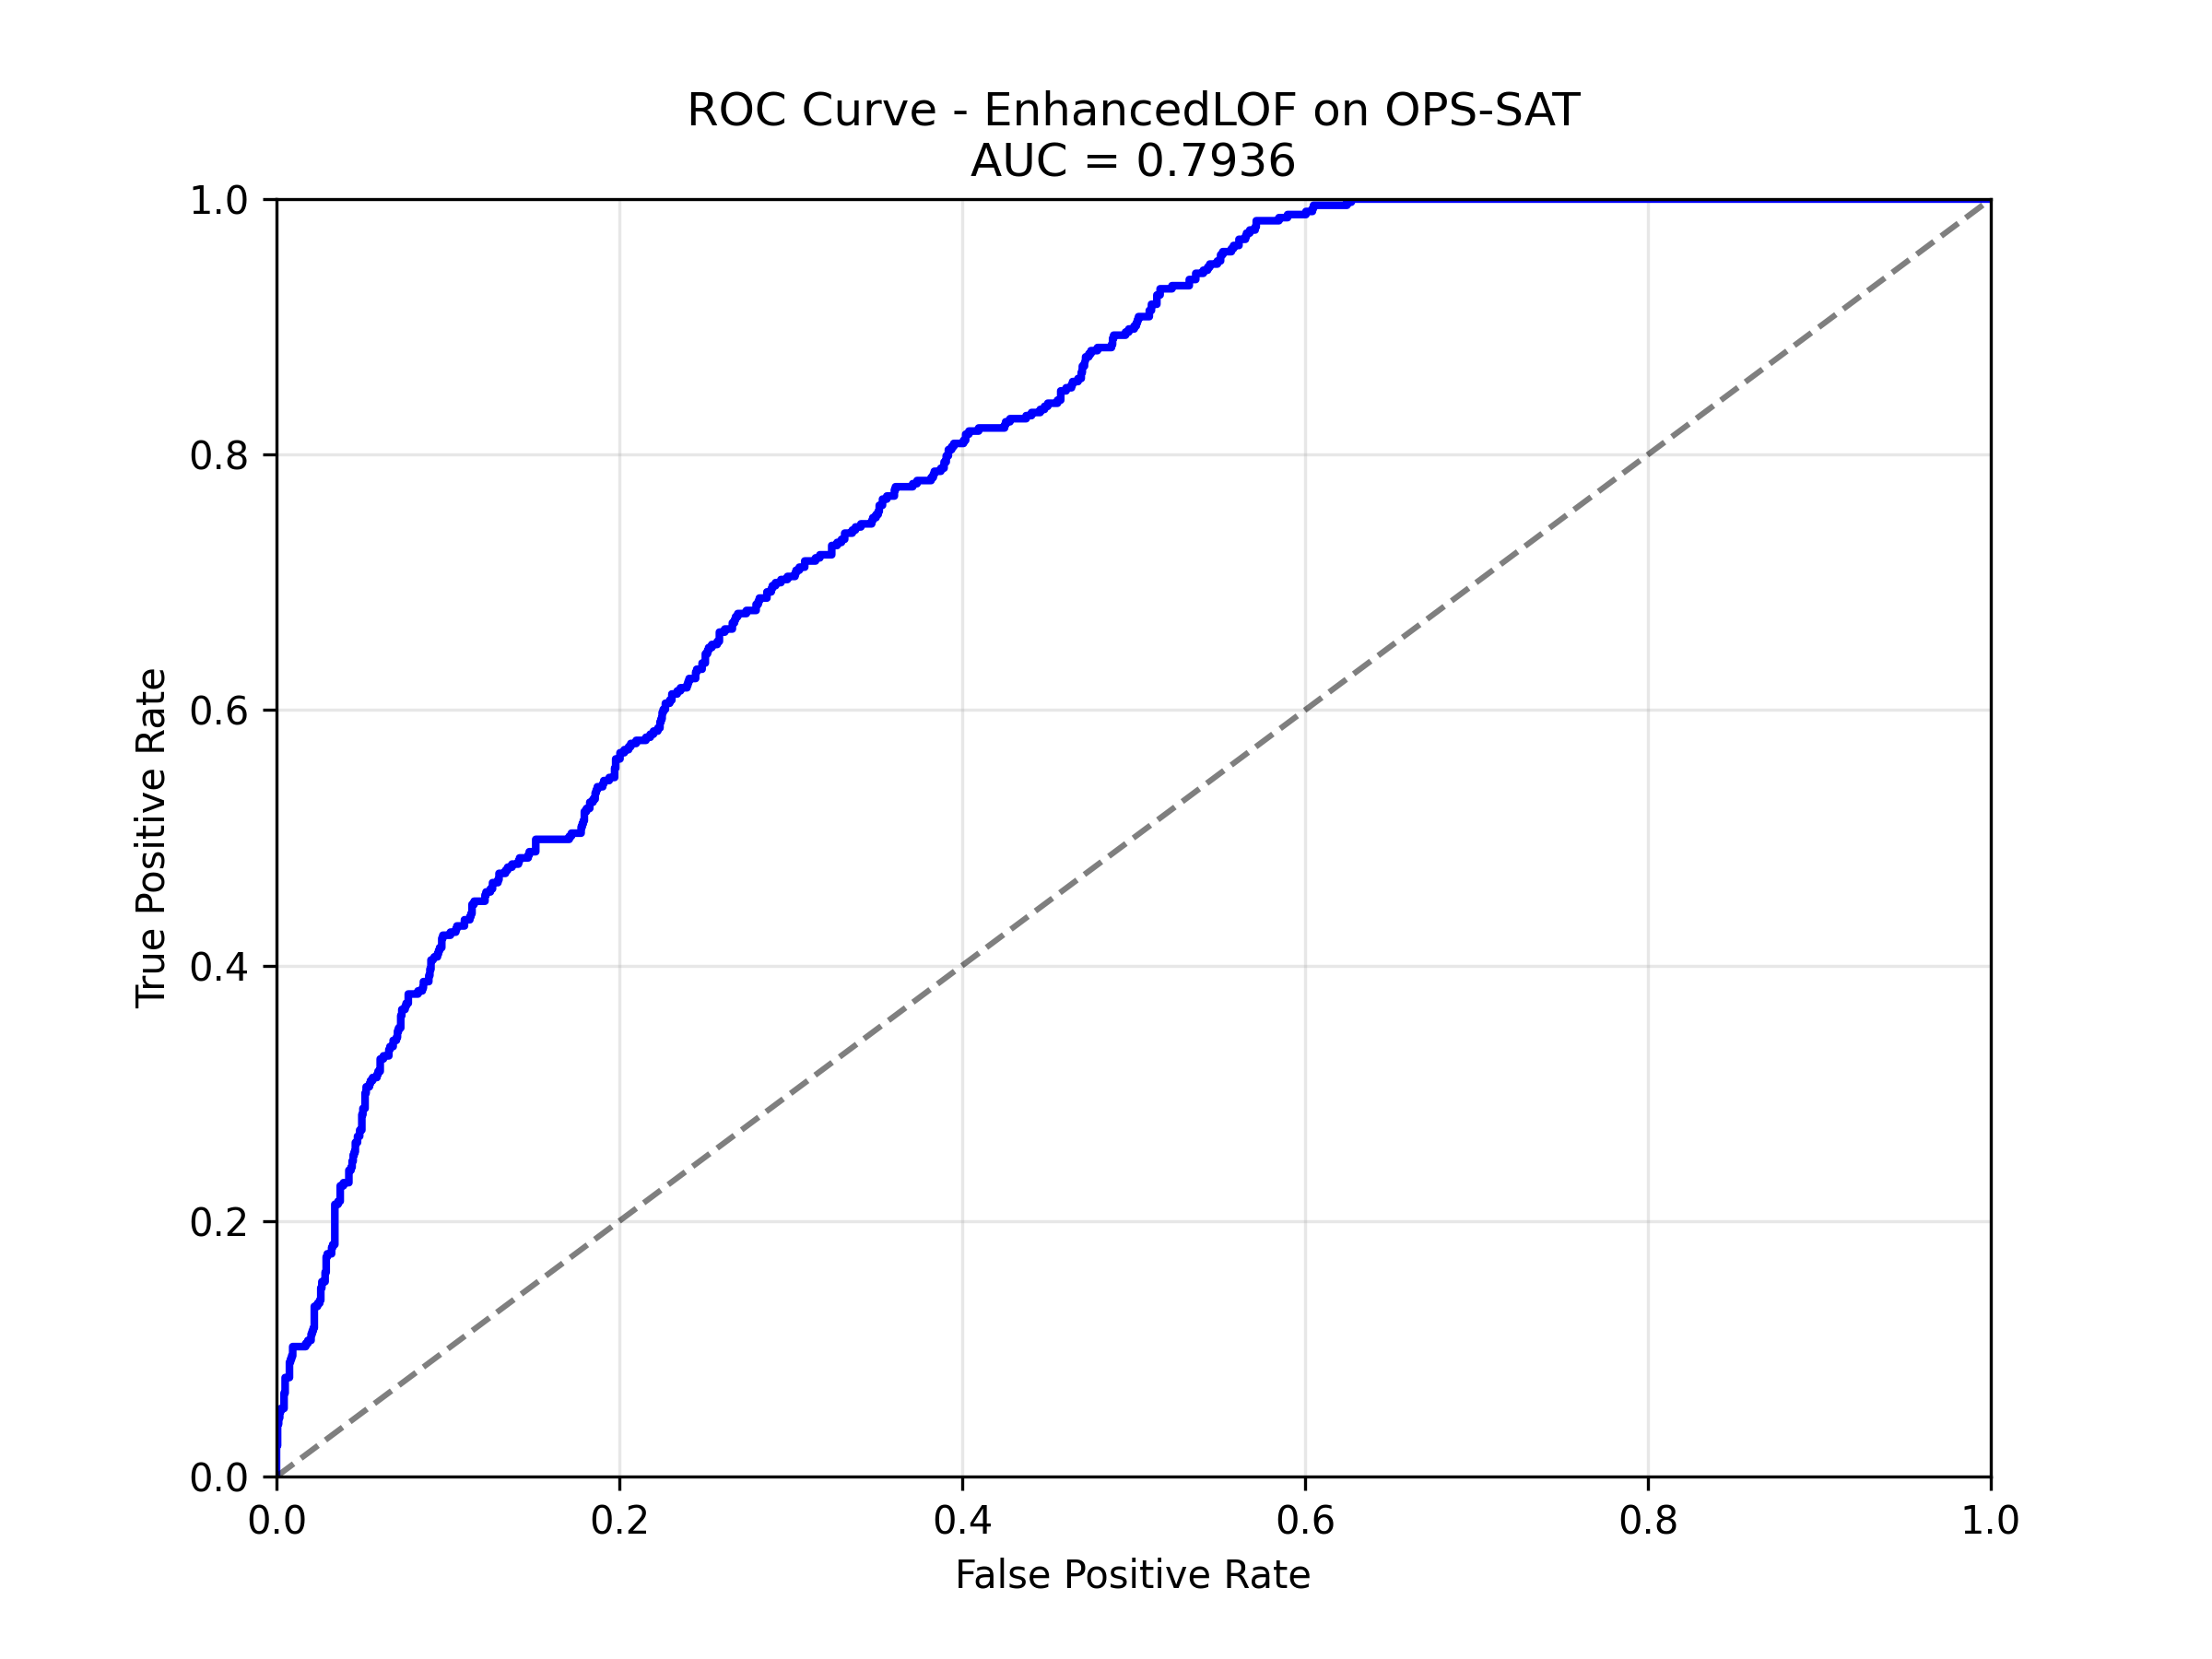 ROC Curve - EnhancedLOF on OPS-SAT
AUC = 0.7936
1.0
0.8
0.6
0.4
0.2
0.0
True Positive Rate
0.0 0.2 0.4 0.6 0.8 1.0
False Positive Rate